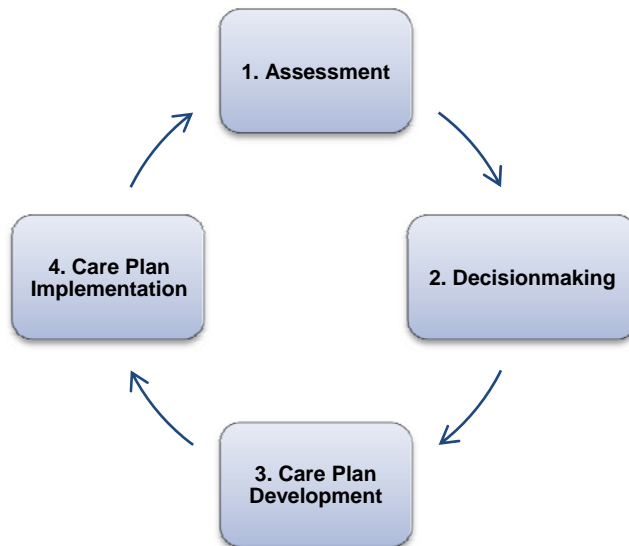 1. Assessment
2. Decisionmaking
3. Care Plan
Development
4. Care Plan
Implementation